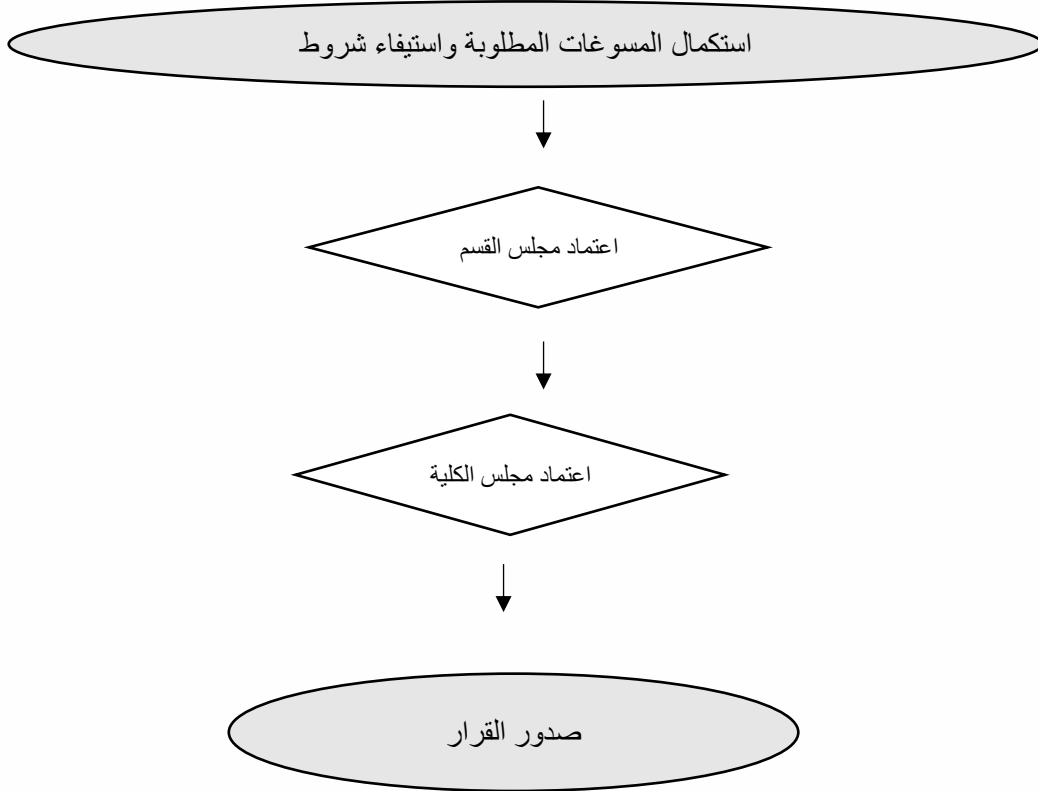 استكمال المسوغات المطلوبة واستيفاء شروط
اعتماد مجلس القسم
اعتماد مجلس الكلية
صدور القرار